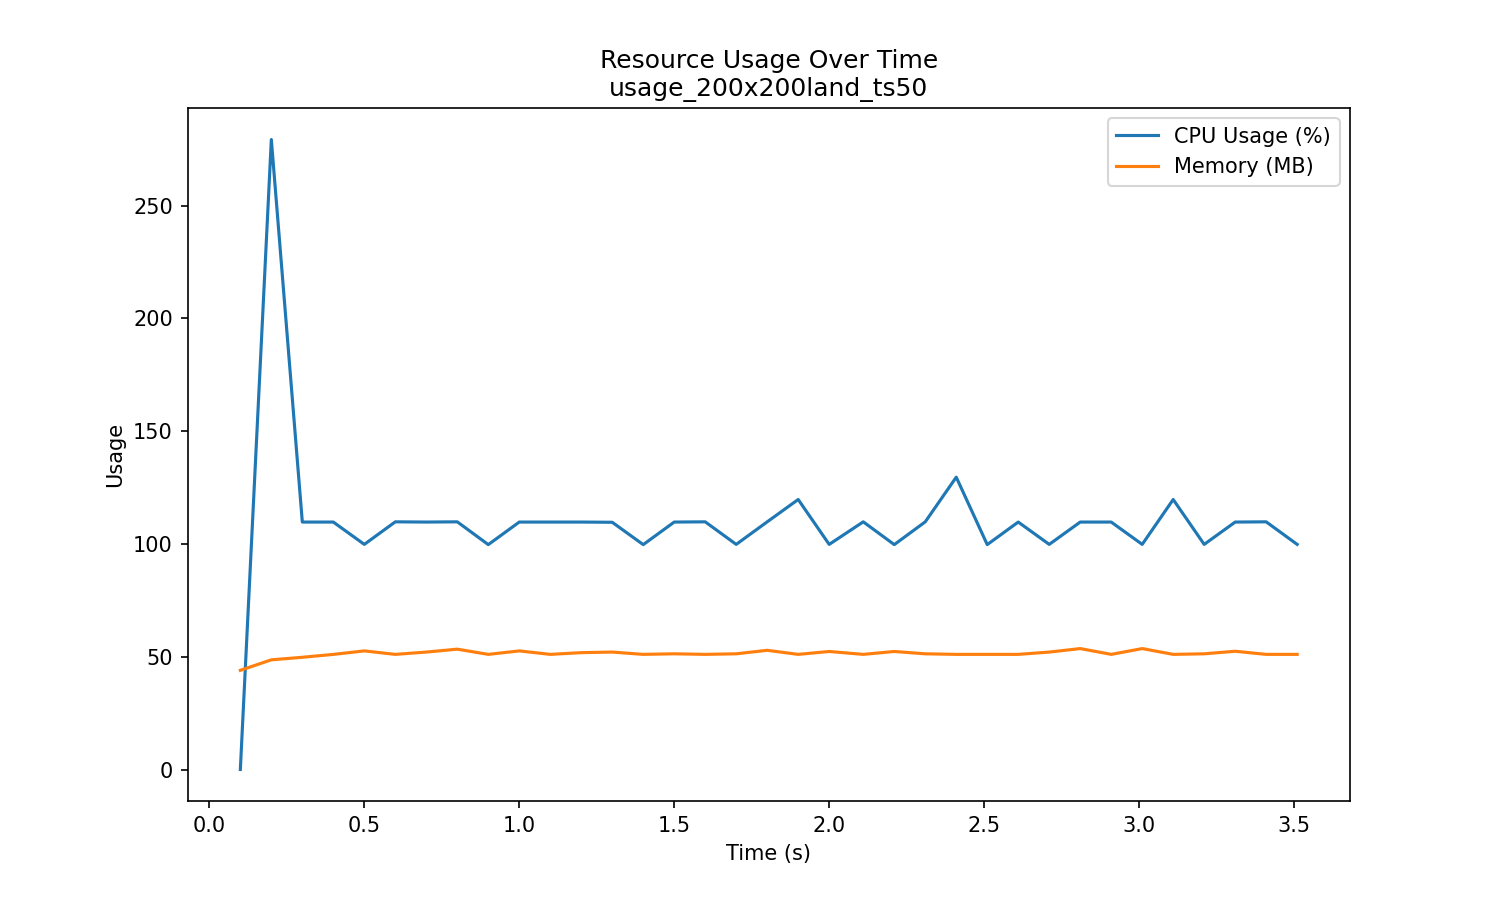 Resource Usage Over Time
usage_200x200land_ts50
CPU Usage (%)
Memory (MB)
Usage
250
200
150
100
50
0
0.0 0.5 1.0 1.5 2.0 2.5 3.0 3.5
Time (s)